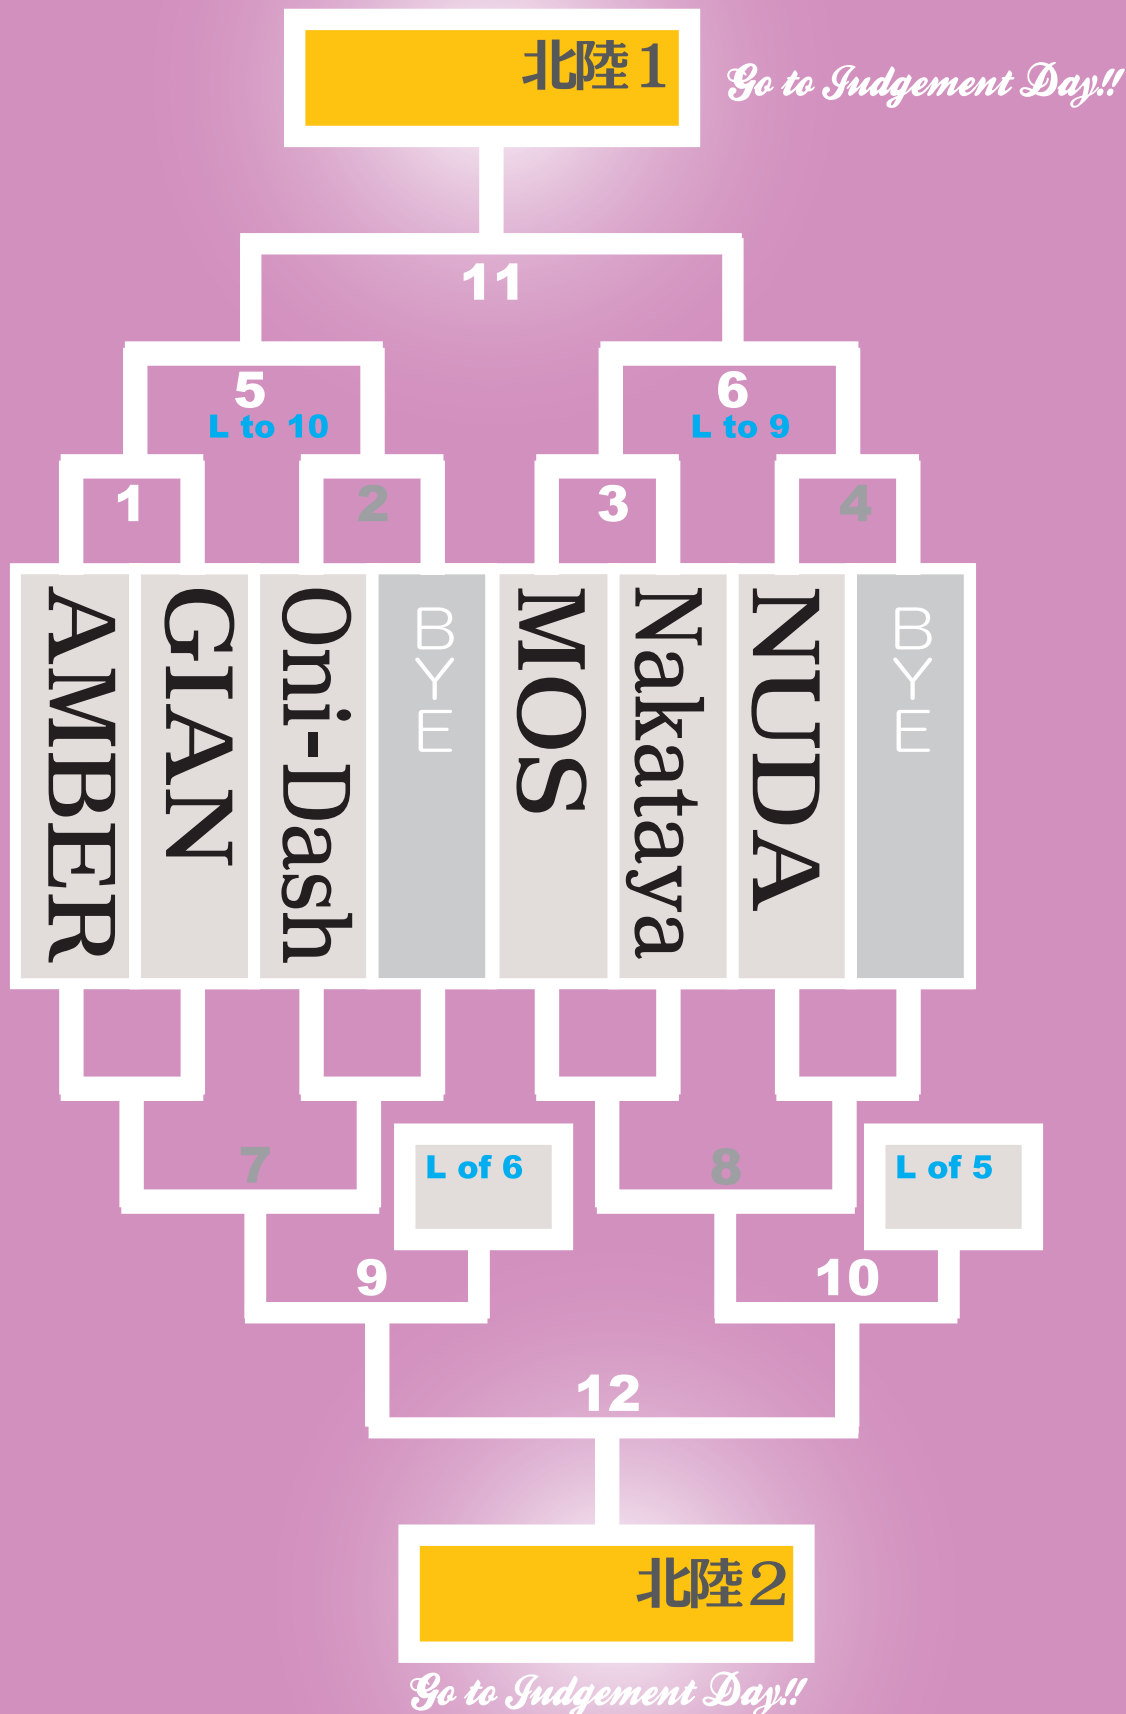 北陸１
Go to Judgement Day!!
11
5
L to 10
6
L to 9
1
2
3
4
AMBER
GIAN
Oni-Dash
BYE
MOS
Nakataya
NUDA
BYE
7
L of 6
8
L of 5
9
10
12
北陸２
Go to Judgement Day!!